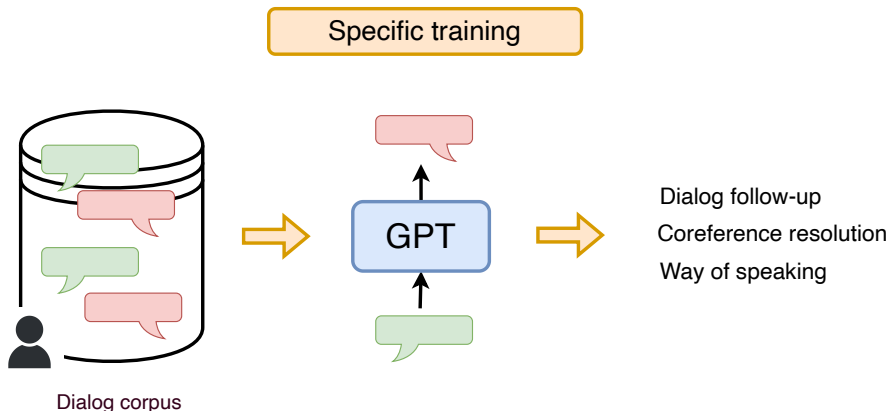 Specific training
GPT
Dialog follow-up
Coreference resolution
Way of speaking
Dialog corpus